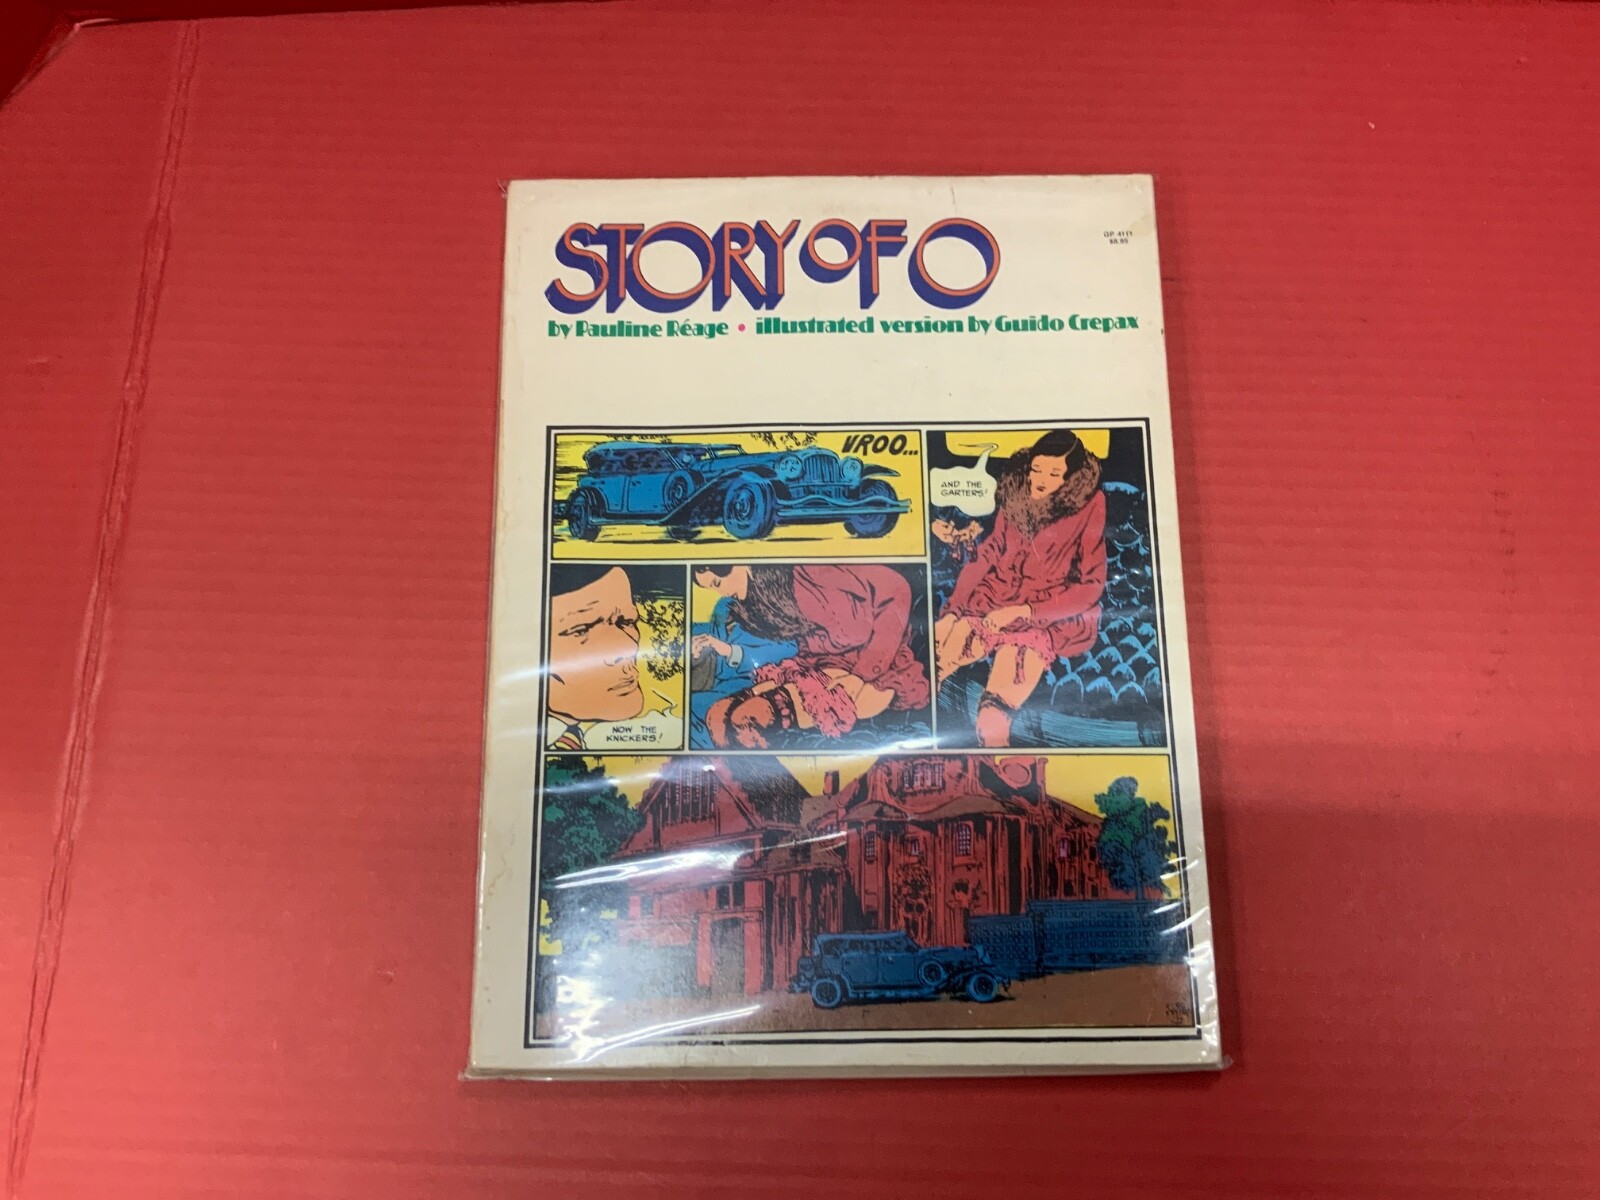 STORY OF O
GP 4111
$8.95
by Pauline Réage • illustrated version by Guido Crepax
VROO...
AND THE
GARTERS!
NOW THE
KNICKERS!